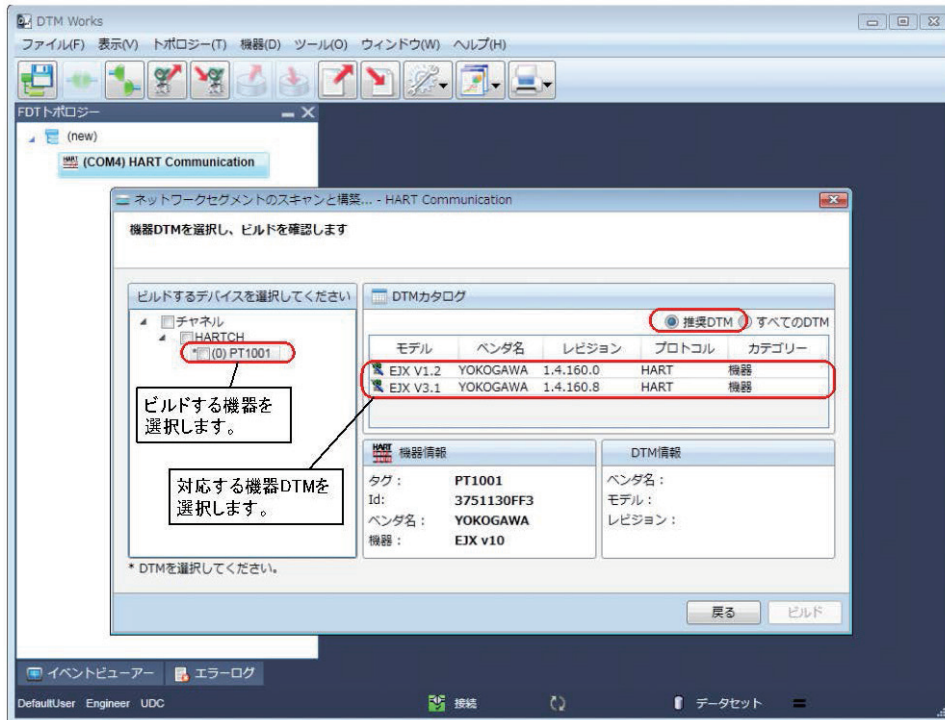 DTM Works
ファイル(F) 表示(V) トポロジー(T) 機器(D) ツール(O) ウィンドウ(W) ヘルプ(H)
FDTトポロジー
(new)
(COM4) HART Communication
ネットワークセグメントのスキャンと構築... - HART Communication
機器DTMを選択し、ビルドを確認します
ビルドするデバイスを選択してください
チャネル
HARTCH
*(0) PT1001
ビルドする機器を
選択します。
対応する機器DTMを
選択します。
* DTMを選択してください。
DTMカタログ
推奨DTM すべてのDTM
モデル ベンダ名 レビジョン プロトコル カテゴリー
EJX V1.2 YOKOGAWA 1.4.160.0 HART 機器
EJX V3.1 YOKOGAWA 1.4.160.8 HART 機器
HART 機器情報
タグ: PT1001
Id: 3751130FF3
ベンダ名: YOKOGAWA
機器: EJX v10
DTM情報
ベンダ名:
モデル:
レビジョン:
戻る ビルド
イベントビューアー エラーログ
DefaultUser Engineer UDC 接続 データセット